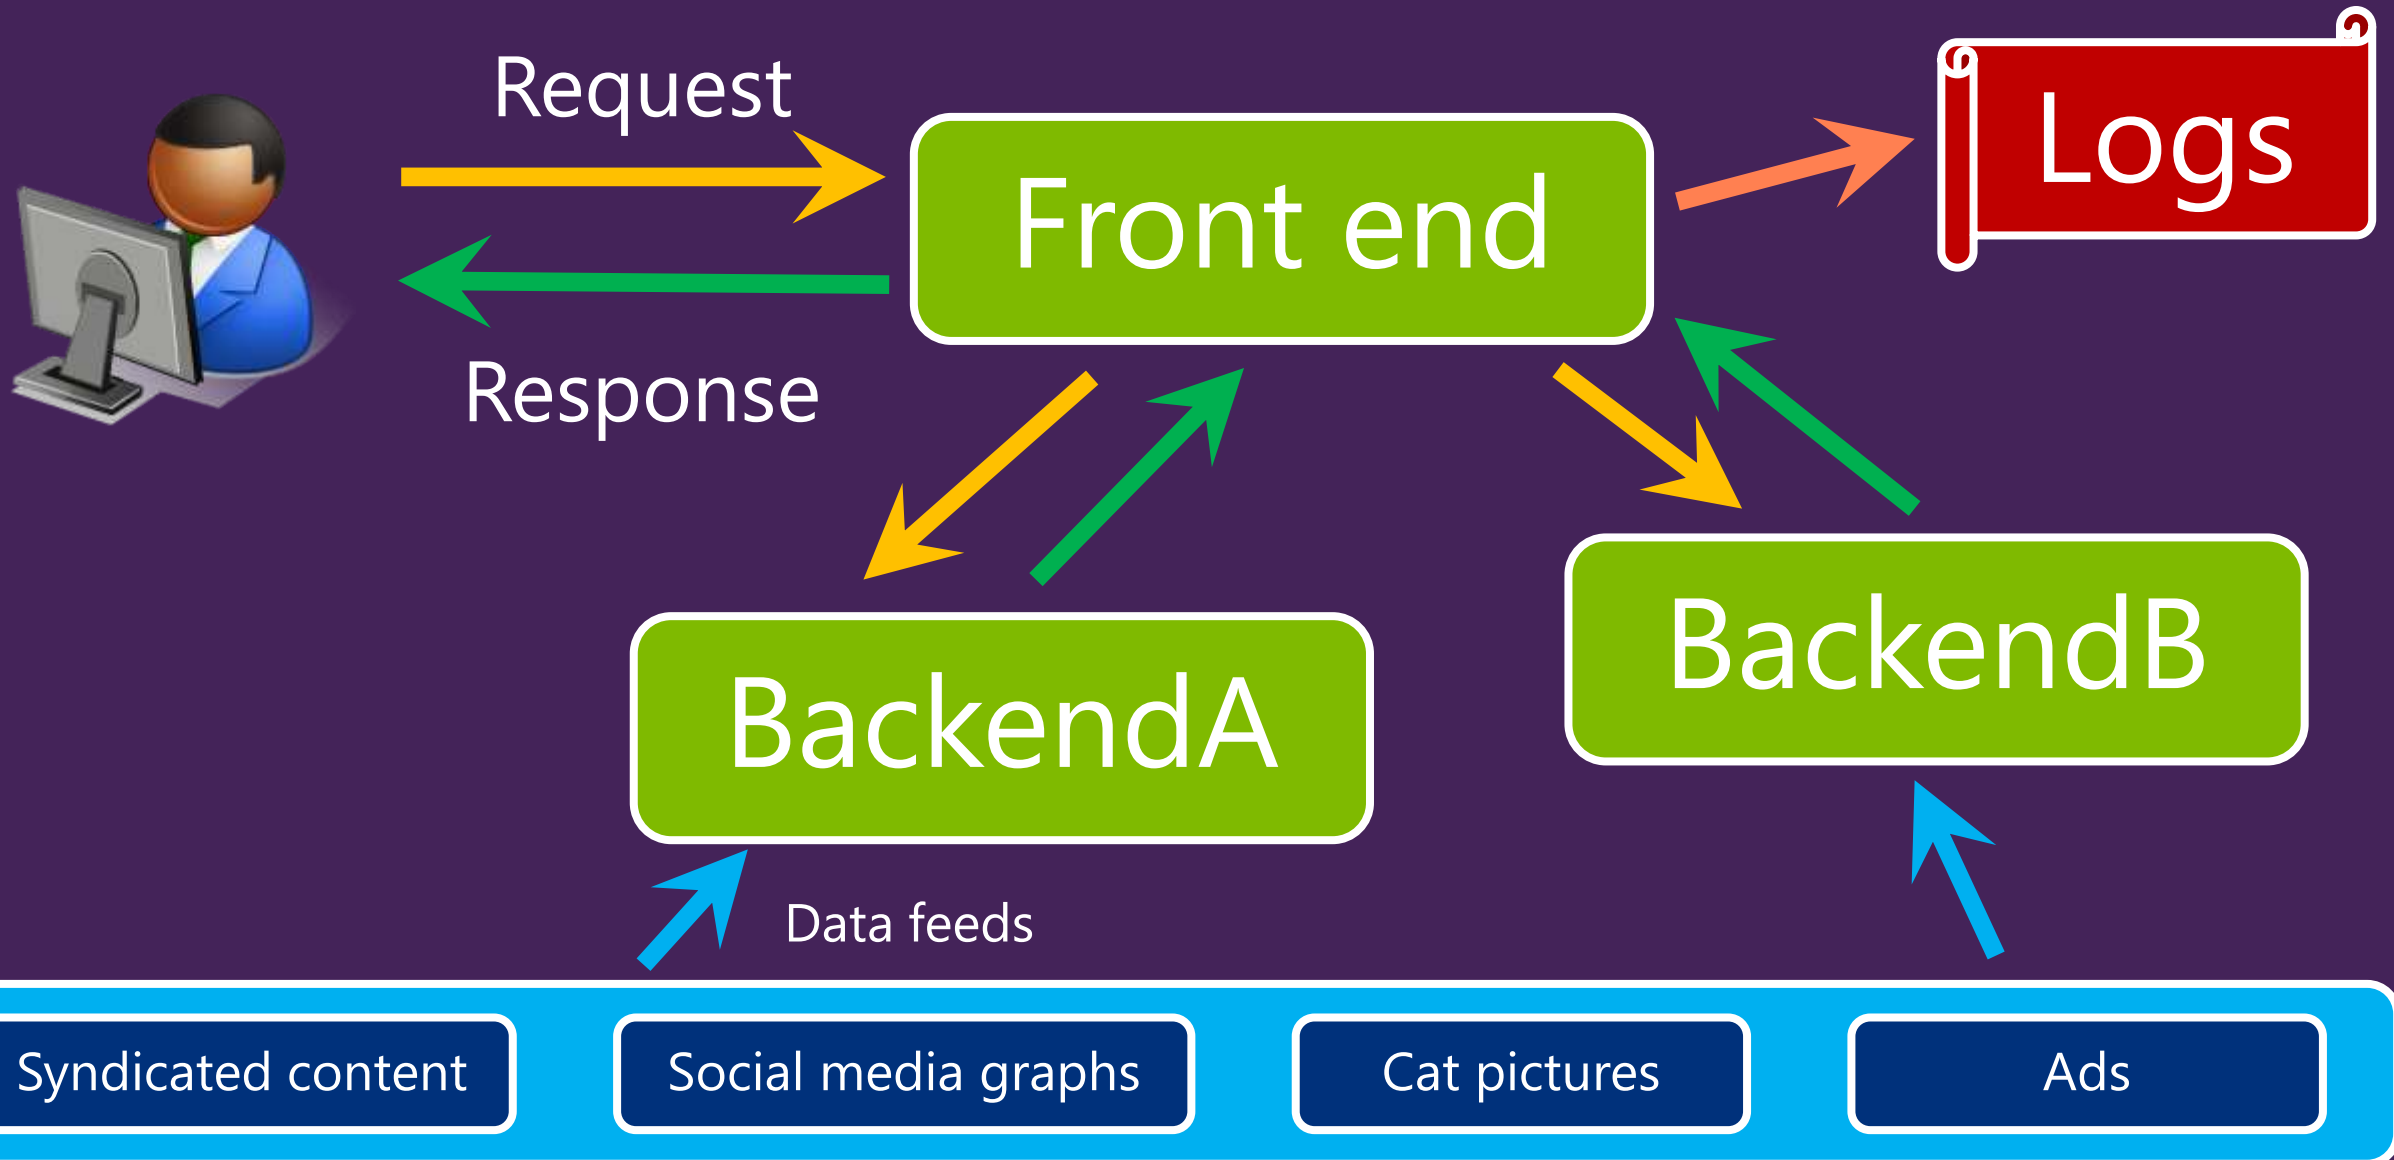 Request
Logs
Front end
Response
BackendB
BackendA
Data feeds
Syndicated content
Social media graphs
Cat pictures
Ads